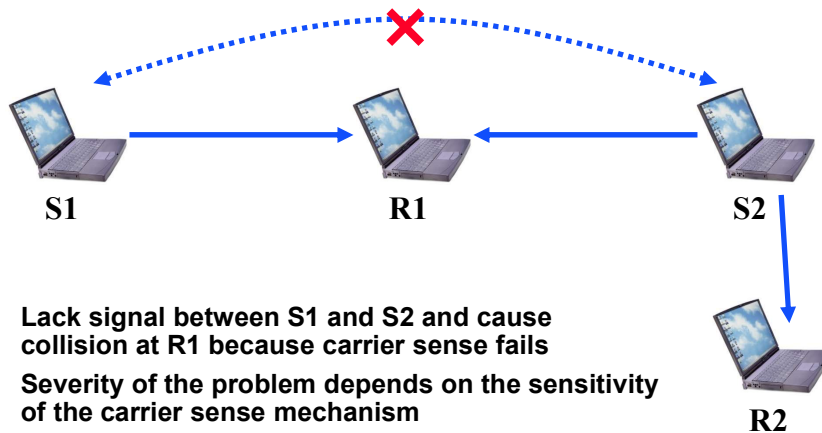 S1
R1
S2
Lack signal between S1 and S2 and cause
collision at R1 because carrier sense fails
Severity of the problem depends on the sensitivity
of the carrier sense mechanism
R2